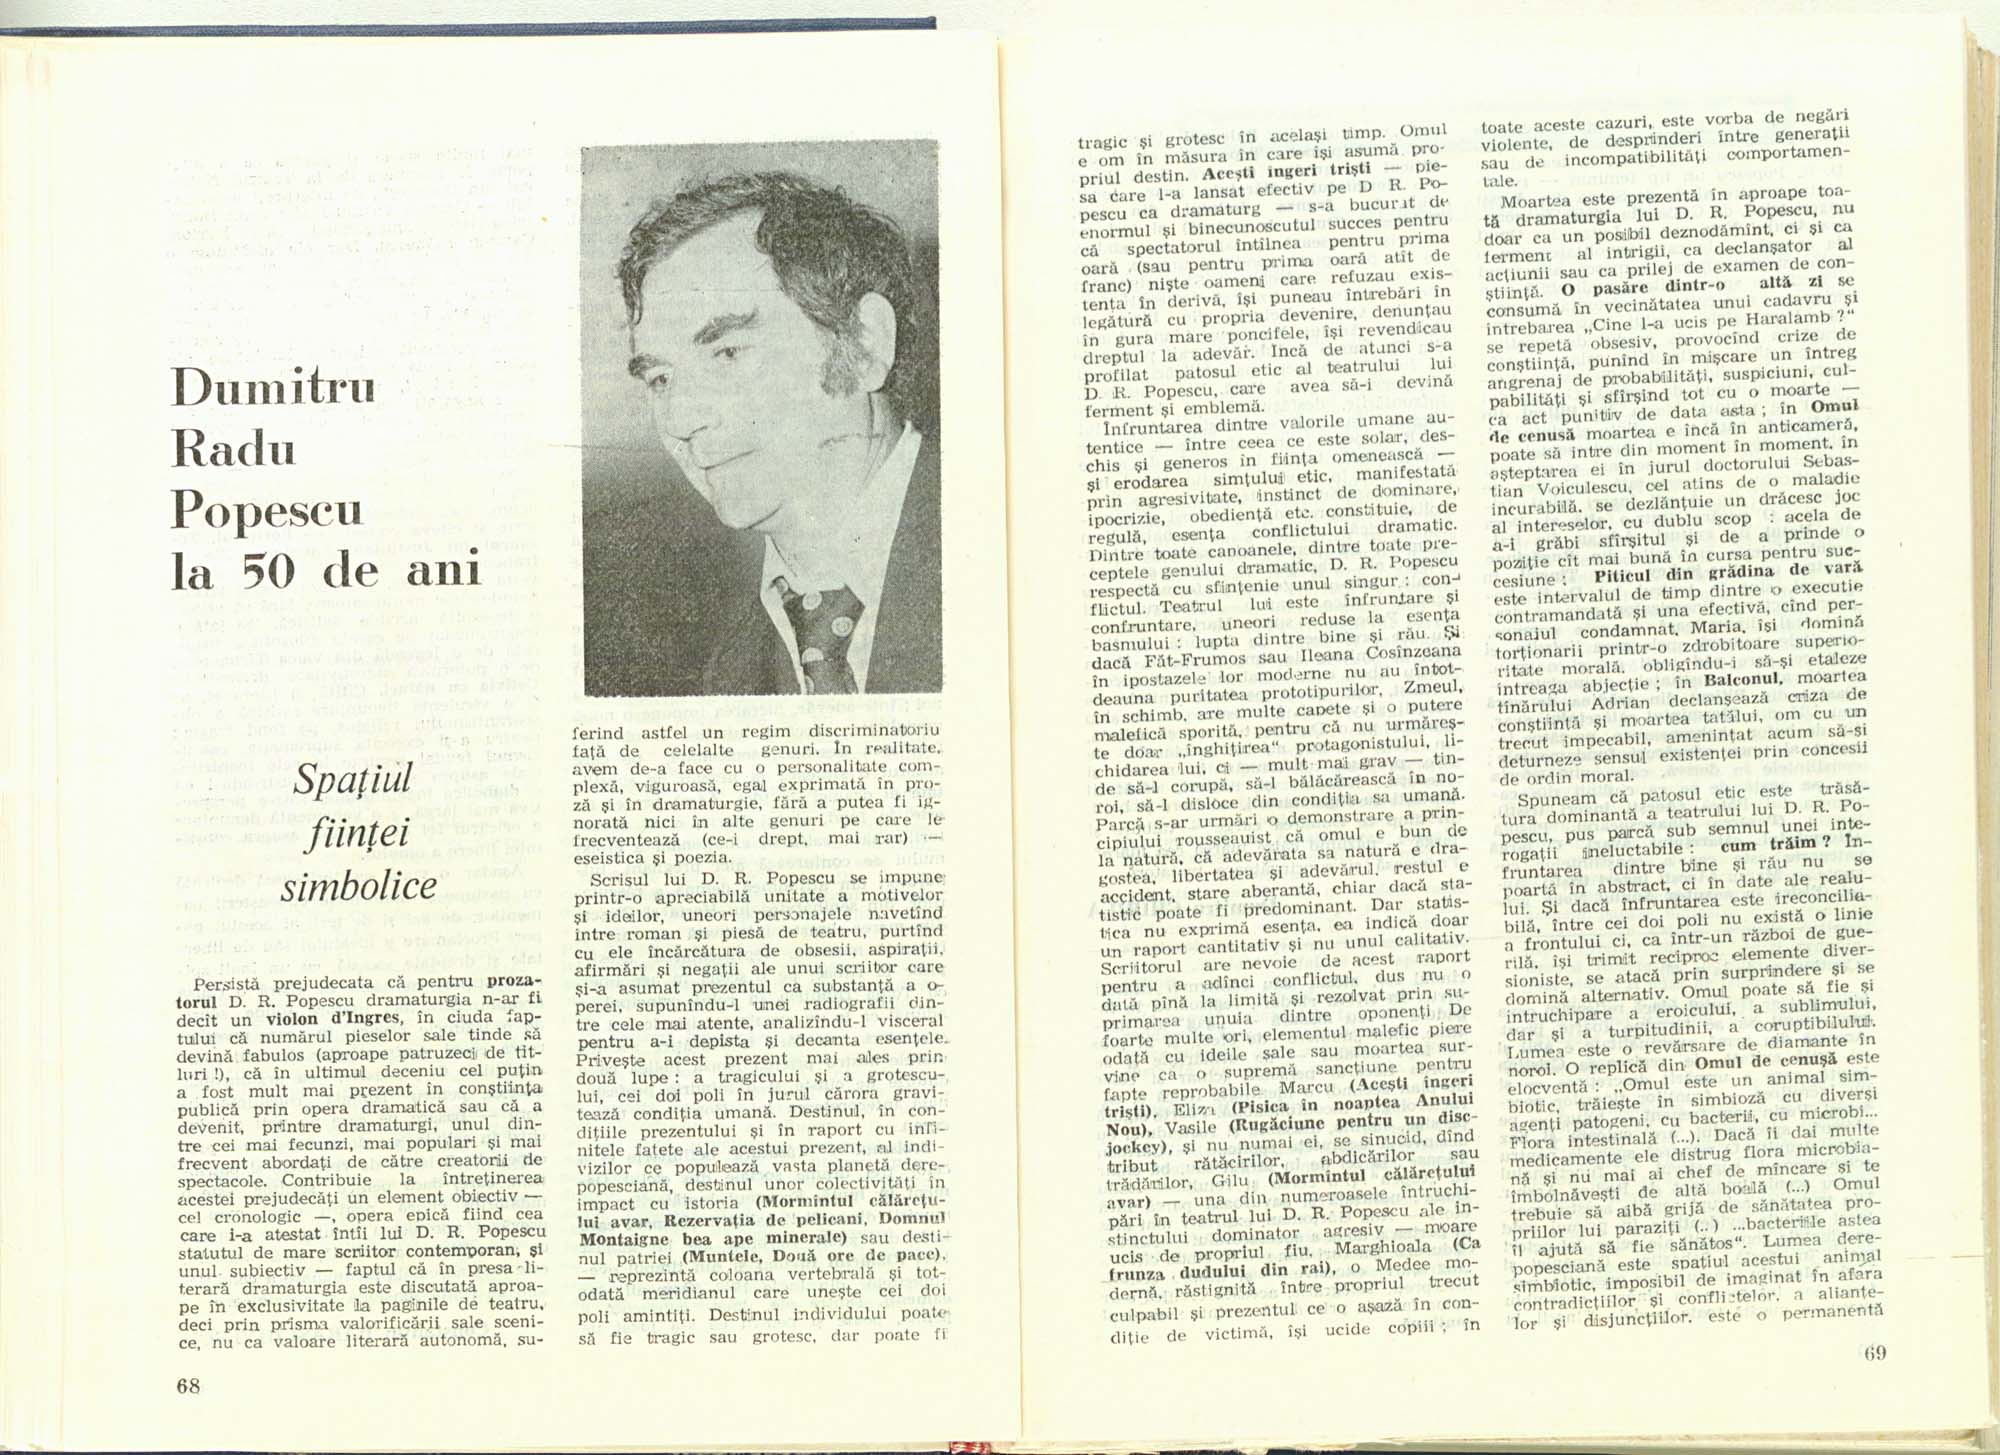 Dumitru
Radu
Popescu
la 50 de ani
Spațiul
ființei
simbolice
Persistă prejudecata că pentru proza-
torul D. R. Popescu dramaturgia n-ar fi
decît un violon d'Ingres, în ciuda fap-
tului că numărul pieselor sale tinde să
devină fabulos (aproape patruzeci de tit-
luri !), că în ultimul deceniu cel puțin
a fost mult mai prezent în conștiința
publică prin opera dramatică sau că a
devenit, printre dramaturgi, unul din-
tre cei mai fecunzi, mai populari și mai
frecvent abordați de către creatorii de
spectacole. Contribuie la întreținerea
acestei prejudecăți un element obiectiv —
cel cronologic —, opera epică fiind cea
care i-a atestat întîi lui D. R. Popescu
statutul de mare scriitor contemporan, și
unul subiectiv — faptul că în presa li-
terară dramaturgia este discutată aproa-
pe în exclusivitate la paginile de teatru,
deci prin prisma valorificării sale sceni-
ce, nu ca valoare literară autonomă, su-
68
ferind astfel un regim discriminatoriu
față de celelalte genuri. În realitate,
avem de-a face cu o personalitate com-
plexă, viguroasă, egal exprimată în pro-
ză și în dramaturgie, fără a putea fi ig-
norată nici în alte genuri pe care le
frecventează (ce-i drept, mai rar) —
eseistica și poezia.
Scrisul lui D. R. Popescu se impune
printr-o apreciabilă unitate a motivelor
și ideilor, uneori personajele navetînd
între roman și piesă de teatru, purtînd
cu ele încărcătura de obsesii, aspirații,
afirmări și negații ale unui scriitor care
și-a asumat prezentul ca substanță a o-
perei, supunîndu-l unei radiografii din-
tre cele mai atente, analizîndu-l visceral
pentru a-i depista și decanta esențele.
Privește acest prezent mai ales prin
două lupe : a tragicului și a grotescu-
lui, cei doi poli în jurul cărora gravi-
tează condiția umană. Destinul, în con-
dițiile prezentului și în raport cu infi-
nitele fațete ale acestui prezent, al indi-
vizilor ce populează vasta planetă dere-
popesciană, destinul unor colectivități în
impact cu istoria (Mormîntul călărețu-
lui avar, Rezervația de pelicani, Domnul
Montaigne bea ape minerale) sau desti-
nul patriei (Muntele, Două ore de pace),
— reprezintă coloana vertebrală și tot-
odată meridianul care unește cei doi
poli amintiți. Destinul individului poate
să fie tragic sau grotesc, dar poate fi
tragic și grotesc în același timp. Omul
e om în măsura în care își asumă pro-
priul destin. Acești îngeri triști — pie-
sa care l-a lansat efectiv pe D R. Po-
pescu ca dramaturg — s-a bucurat de
enormul și binecunoscutul succes pentru
că spectatorul întîlnea pentru prima
oară (sau pentru prima oară atît de
franc) niște oameni care refuzau exis-
tența în derivă, își puneau întrebări în
legătură cu propria devenire, denunțau
în gura mare poncifele, își revendicau
dreptul la adevăr. Încă de atunci s-a
profilat patosul etic al teatrului lui
D. R. Popescu, care avea să-i devină
ferment și emblemă.
Înfruntarea dintre valorile umane au-
tentice — între ceea ce este solar, des-
chis și generos în ființa omenească —
și erodarea simțului etic, manifestată
prin agresivitate, instinct de dominare,
ipocrizie, obediență etc. constituie, de
regulă, esența conflictului dramatic.
Dintre toate canoanele, dintre toate pre-
ceptele genului dramatic, D. R. Popescu
respectă cu sfințenie unul singur : con-
flictul. Teatrul lui este înfruntare și
confruntare, uneori reduse la esența
basmului : lupta dintre bine și rău. Și
dacă Făt-Frumos sau Ileana Cosînzeana
în ipostazele lor moderne nu au întot-
deauna puritatea prototipurilor, Zmeul,
în schimb, are multe capete și o putere
malefică sporită, pentru că nu urmăreș-
te doar „înghițirea" protagonistului, li-
chidarea lui, ci — mult mai grav — tin-
de să-l corupă, să-l bălăcărească în no-
roi, să-l disloce din condiția sa umană.
Parcă s-ar urmări o demonstrare a prin-
cipiului rousseauist că omul e bun de
la natură, că adevărata sa natură e dra-
gostea, libertatea și adevărul, restul e
accident, stare aberantă, chiar dacă sta-
tistic poate fi predominant. Dar statis-
tica nu exprimă esența, ea indică doar
un raport cantitativ și nu unul calitativ.
Scriitorul are nevoie de acest raport
pentru a adînci conflictul, dus nu o
dată pînă la limită și rezolvat prin su-
primarea unuia dintre oponenți. De
foarte multe ori, elementul malefic piere
odată cu ideile sale sau moartea sur-
vine ca o supremă sancțiune pentru
fapte reprobabile Marcu (Acești îngeri
triști), Eliza (Pisica în noaptea Anului
Nou), Vasile (Rugăciune pentru un disc-
jockey), și nu numai ei, se sinucid, dînd
tribut rătăcirilor, abdicărilor sau
trădărilor, Gilu (Mormîntul călărețului
avar) — una din numeroasele întruchi-
pări în teatrul lui D. R. Popescu ale in-
stinctului dominator agresiv — moare
ucis de propriul fiu, Marghioala (Ca
frunza dudului din rai), o Medee mo-
dernă, răstignită între propriul trecut
culpabil și prezentul ce o așază în con-
diție de victimă, își ucide copiii ; în
toate aceste cazuri, este vorba de negări
violente, de desprinderi între generații
sau de incompatibilități comportamen-
tale.
Moartea este prezentă în aproape toa-
tă dramaturgia lui D. R. Popescu, nu
doar ca un posibil deznodămînt, ci și ca
ferment al intrigii, ca declanșator al
acțiunii sau ca prilej de examen de con-
știință. O pasăre dintr-o altă zi se
consumă în vecinătatea unui cadavru și
întrebarea „Cine l-a ucis pe Haralamb ?"
se repetă obsesiv, provocînd crize de
conștiință, punînd în mișcare un întreg
angrenaj de probabilități, suspiciuni, cul-
pabilități și sfîrșind tot cu o moarte —
ca act punitiv de data asta ; în Omul
de cenușă moartea e încă în anticameră,
poate să intre din moment în moment, în
așteptarea ei în jurul doctorului Sebas-
tian Voiculescu, cel atins de o maladie
incurabilă, se dezlănțuie un drăcesc joc
al intereselor, cu dublu scop : acela de
a-i grăbi sfîrșitul și de a prinde o
poziție cît mai bună în cursa pentru suc-
cesiune ; Piticul din grădina de vară
este intervalul de timp dintre o execuție
contramandată și una efectivă, cînd per-
sonajul condamnat, Maria, își domină
torționarii printr-o zdrobitoare superio-
ritate morală, obligîndu-i să-și etaleze
întreaga abjecție ; în Balconul, moartea
tînărului Adrian declanșează criza de
conștiință și moartea tatălui, om cu un
trecut impecabil, amenințat acum să-și
deturneze sensul existenței prin concesii
de ordin moral.
Spuneam că patosul etic este trăsă-
tura dominantă a teatrului lui D. R. Po-
pescu, pus parcă sub semnul unei inte-
rogații ineluctabile : cum trăim ? În-
fruntarea dintre bine și rău nu se
poartă în abstract, ci în date ale realu-
lui. Și dacă înfruntarea este ireconcilia-
bilă, între cei doi poli nu există o linie
a frontului ci, ca într-un război de gue-
rilă, își trimit reciproc elemente diver-
sioniste, se atacă prin surprindere și se
domină alternativ. Omul poate să fie și
întruchipare a eroicului, a sublimului,
dar și a turpitudinii, a coruptibilului.
Lumea este o revărsare de diamante în
noroi. O replică din Omul de cenușă este
elocventă : „Omul este un animal sim-
biotic, trăiește în simbioză cu diverși
agenți patogeni, cu bacterii, cu microbi...
Flora intestinală (...). Dacă îi dai multe
medicamente ele distrug flora microbia-
nă și nu mai ai chef de mîncare și te
îmbolnăvești de altă boală (...) Omul
trebuie să aibă grijă de sănătatea pro-
priilor lui paraziți (..) ...bacteriile astea
îl ajută să fie sănătos". Lumea dere-
popesciană este spațiul acestui animal
simbiotic, imposibil de imaginat în afara
contradicțiilor și conflictelor, a alianțe-
lor și disjuncțiilor, este o permanentă
69